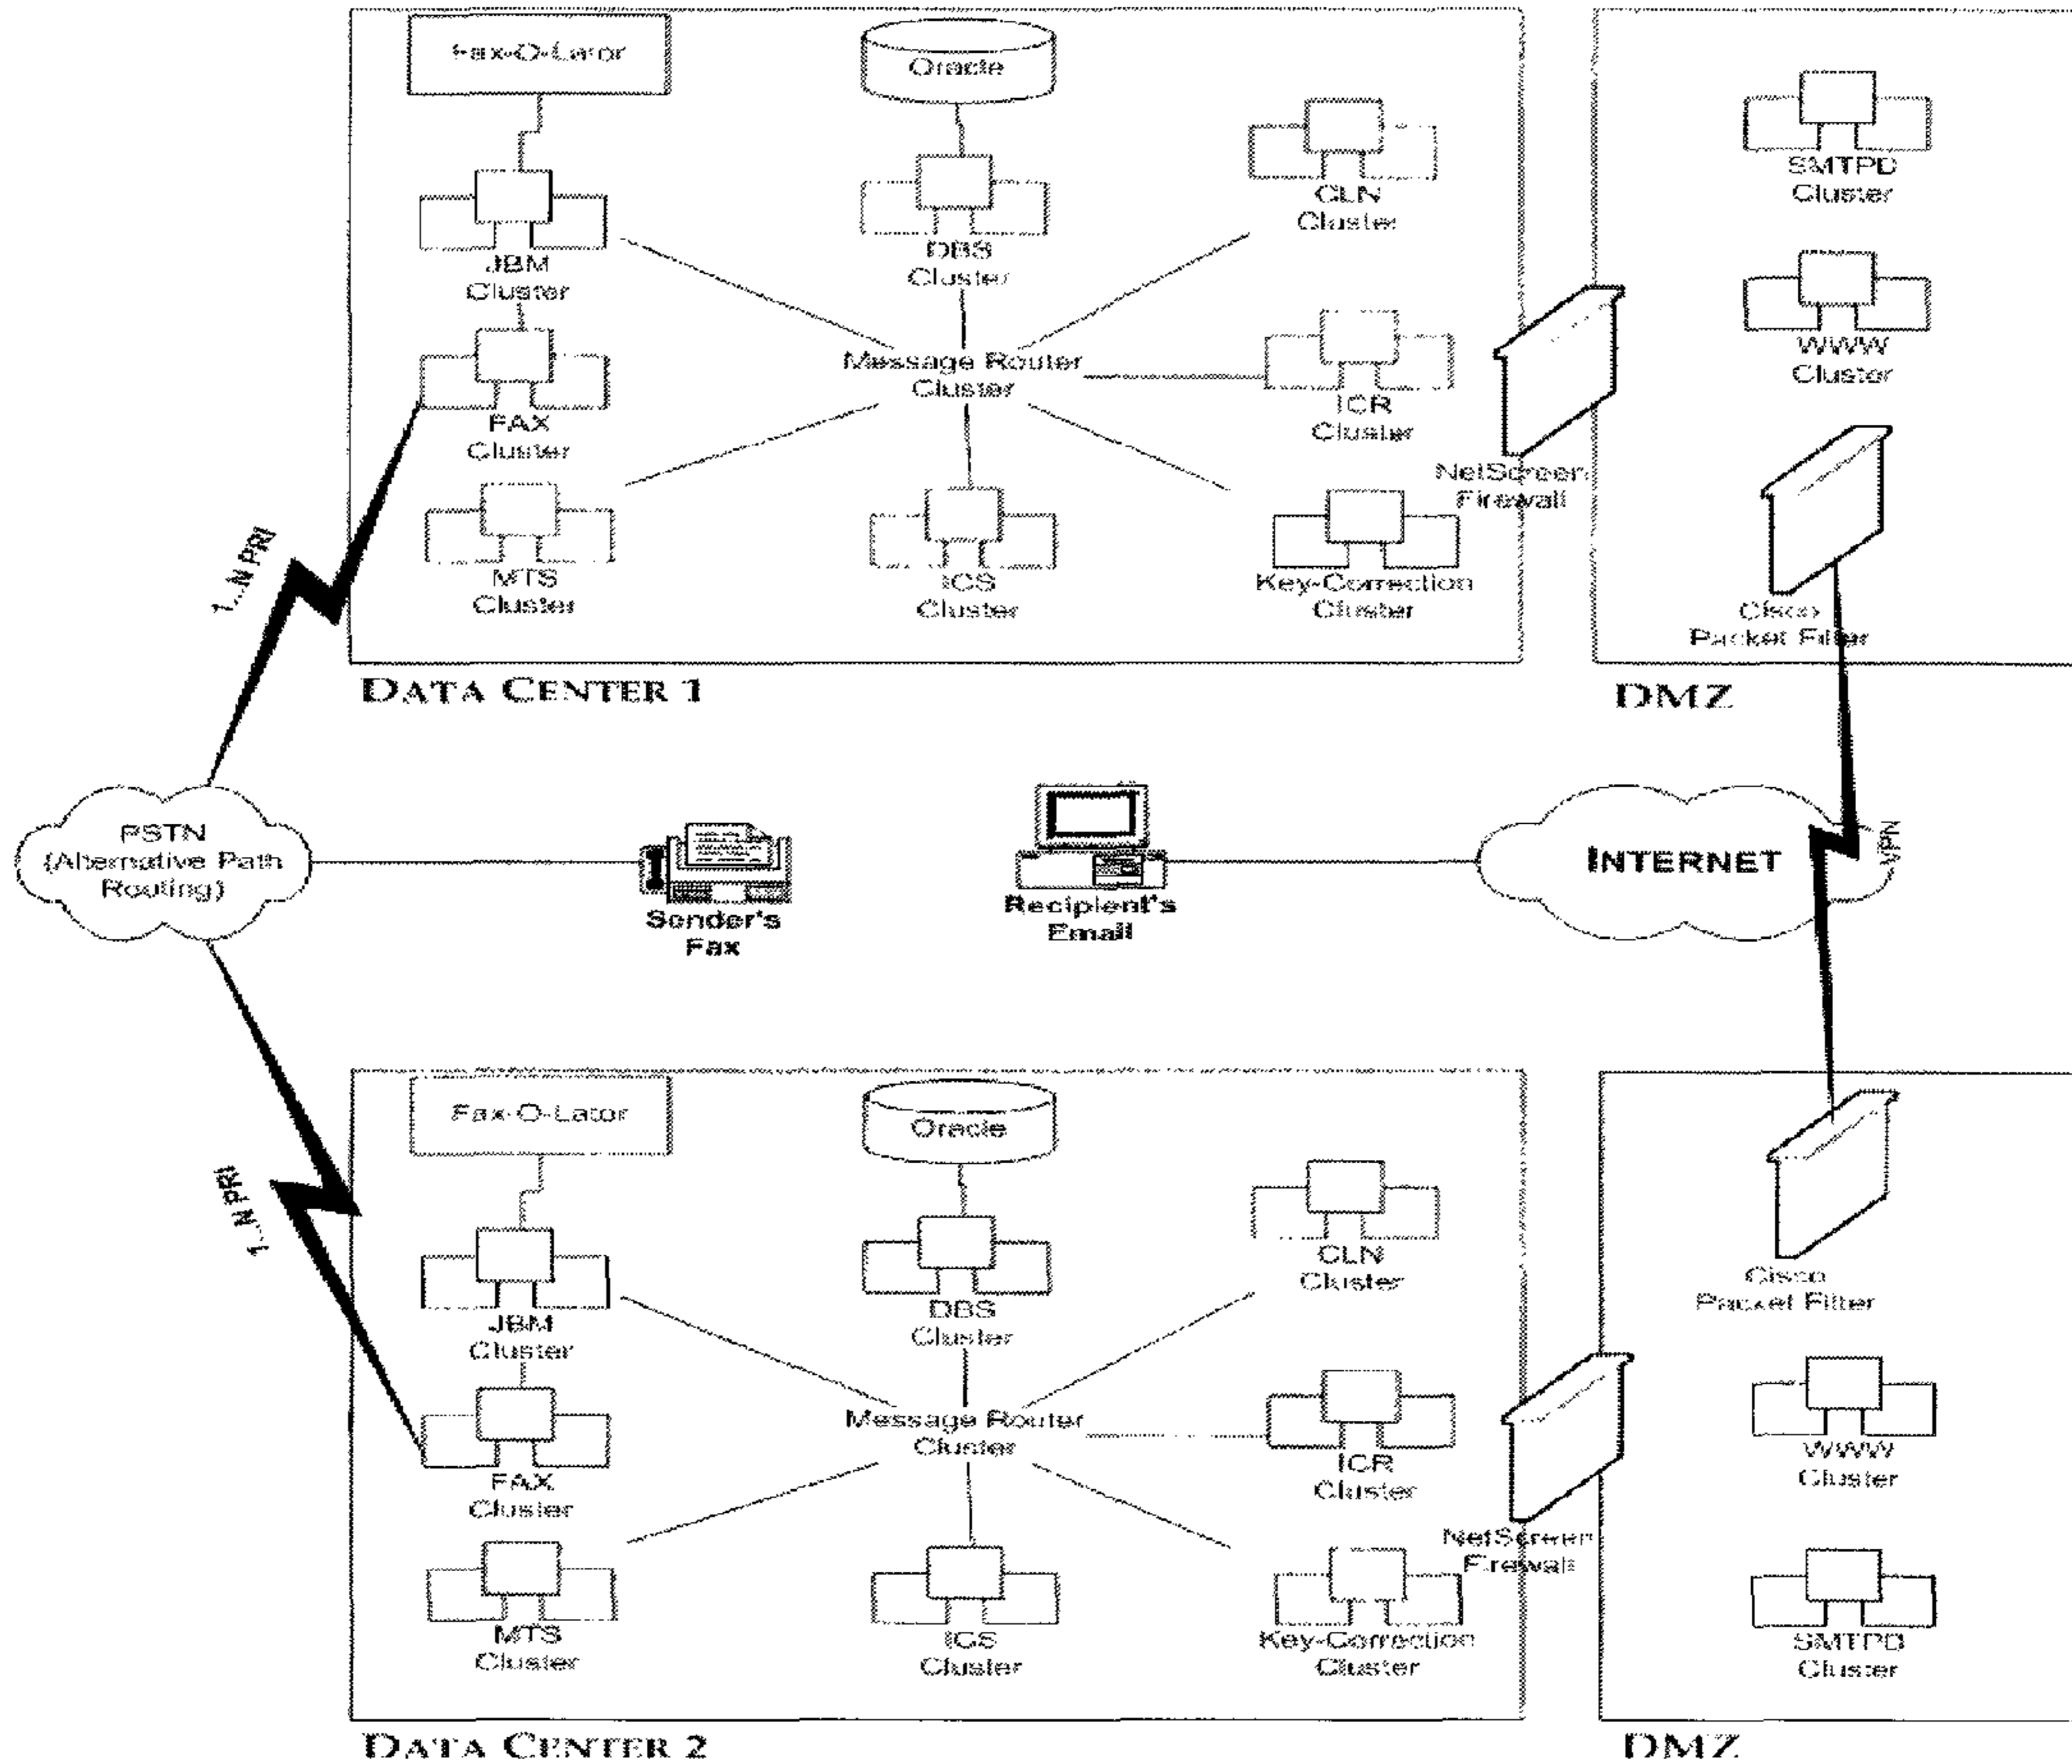 Fax-O-Lator
Oracle
SMTPD
Cluster
CLN
Cluster
JBM
Cluster
DBS
Cluster
WWW
Cluster
Message Router
Cluster
ICR
Cluster
FAX
Cluster
NetScreen
Firewall
MTS
Cluster
ICS
Cluster
Key-Correction
Cluster
Cisco
Packet Filter
1...N PRI
DATA CENTER 1
DMZ
PSTN
(Alternative Path
Routing)
Sender's
Fax
Recipient's
Email
INTERNET
VPN
Fax-O-Lator
Oracle
CLN
Cluster
1...N PRI
JBM
Cluster
DBS
Cluster
Cisco
Packet Filter
Message Router
Cluster
ICR
Cluster
WWW
Cluster
FAX
Cluster
NetScreen
Firewall
MTS
Cluster
ICS
Cluster
Key-Correction
Cluster
SMTPD
Cluster
DATA CENTER 2
DMZ